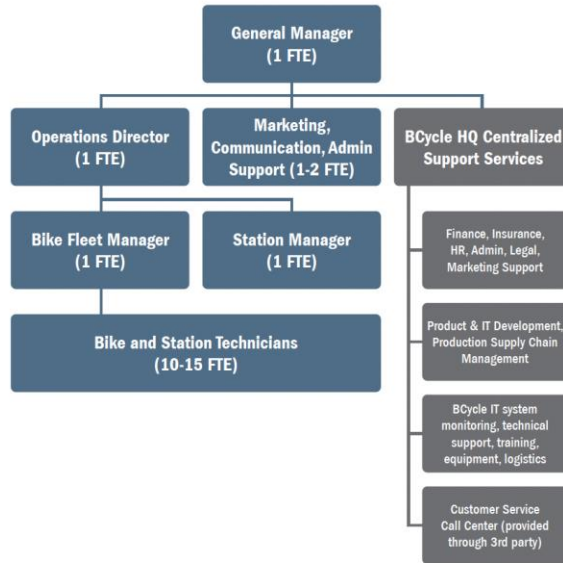 General Manager
(1 FTE)
Operations Director
(1 FTE)
Marketing,
Communication, Admin
Support (1-2 FTE)
BCycle HQ Centralized
Support Services
Bike Fleet Manager
(1 FTE)
Station Manager
(1 FTE)
Bike and Station Technicians
(10-15 FTE)
Finance, Insurance,
HR, Admin, Legal,
Marketing Support
Product & IT Development,
Production Supply Chain
Management
BCycle IT system
monitoring, technical
support, training,
equipment, logistics
Customer Service
Call Center (provided
through 3rd party)